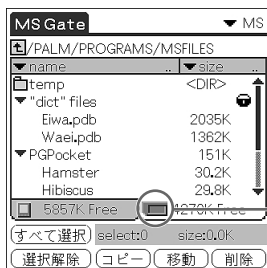 MS Gate ▼ MS
/PALM/PROGRAMS/MSFILES
▼name .. ▼size ..
temp <DIR>
▼"dict" files
Eiwa.pdb 2035K
Waei.pdb 1362K
▼PGPocket 151K
Hamster 30.2K
Hibiscus 29.8K
5857K Free 4270K Free
すべて選択 select:0 size:0.0K
選択解除 コピー 移動 削除